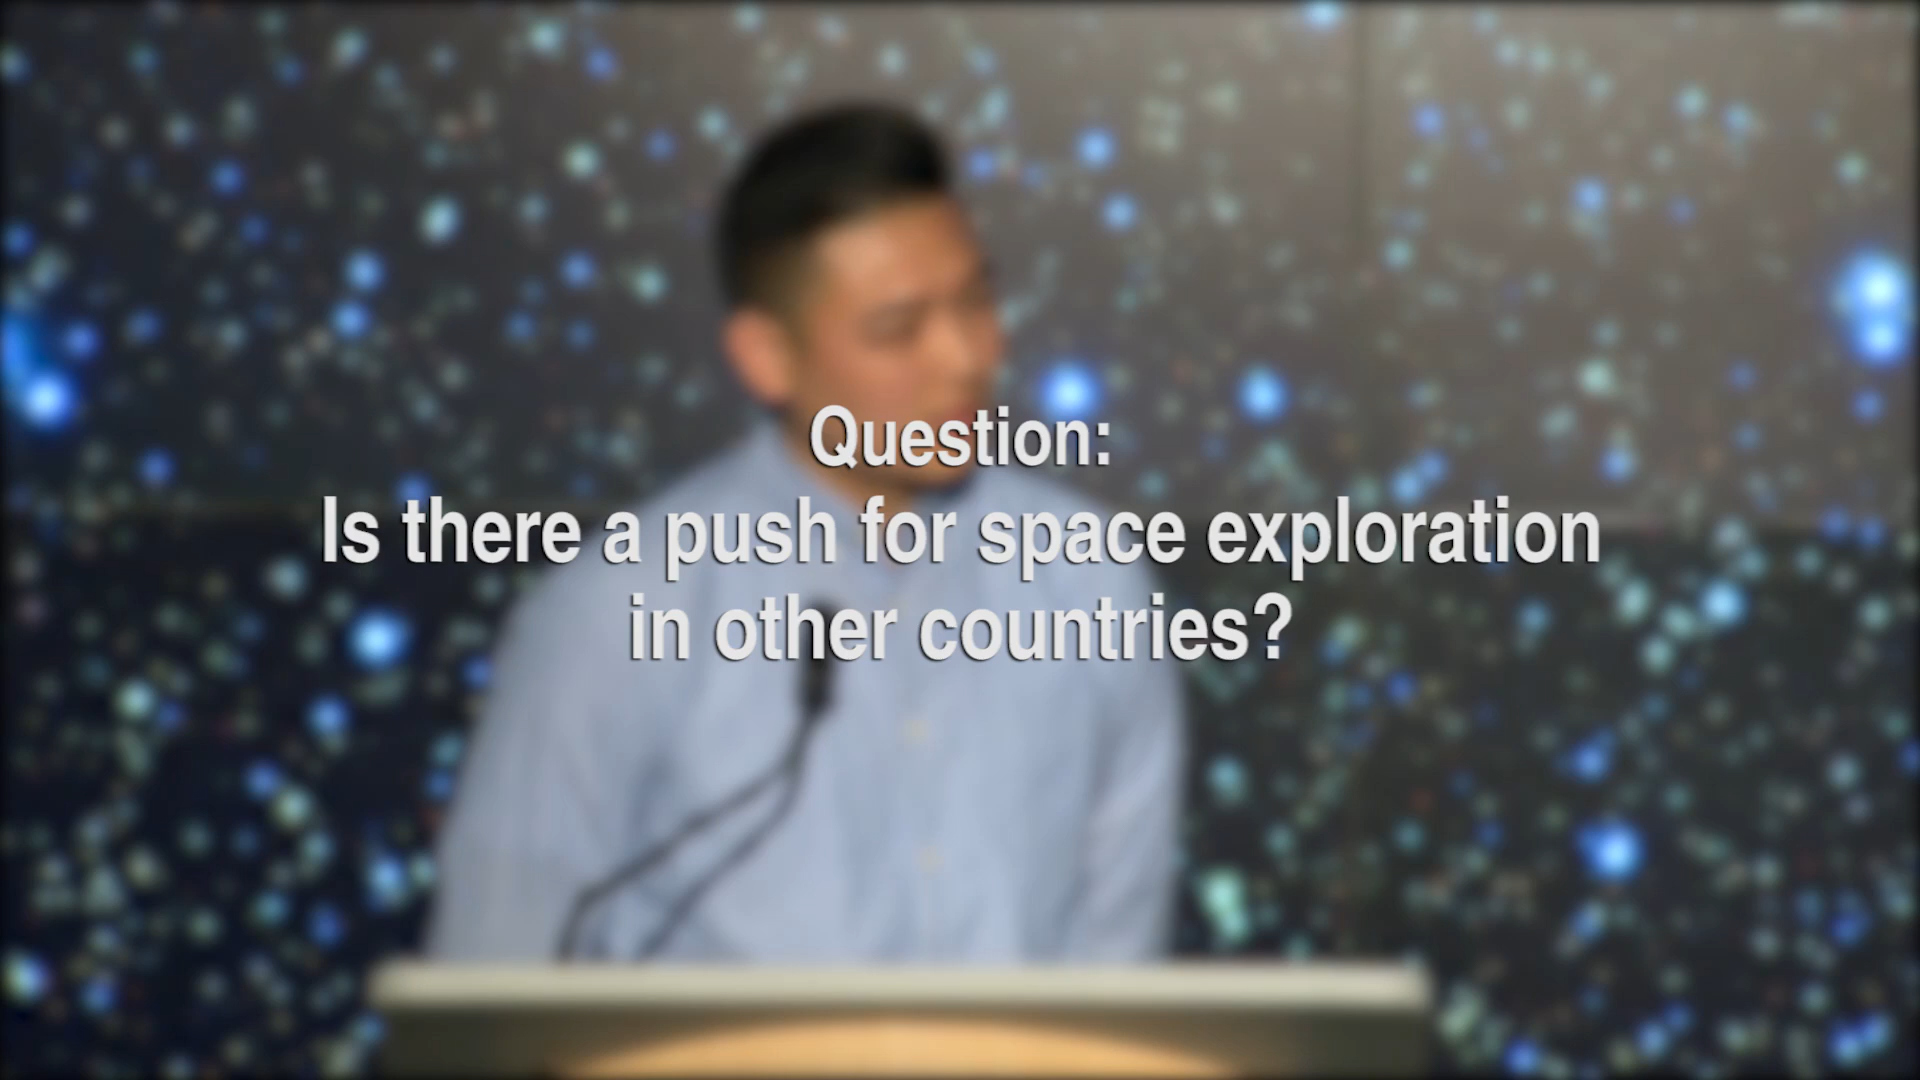 Question:
Is there a push for space exploration
in other countries?